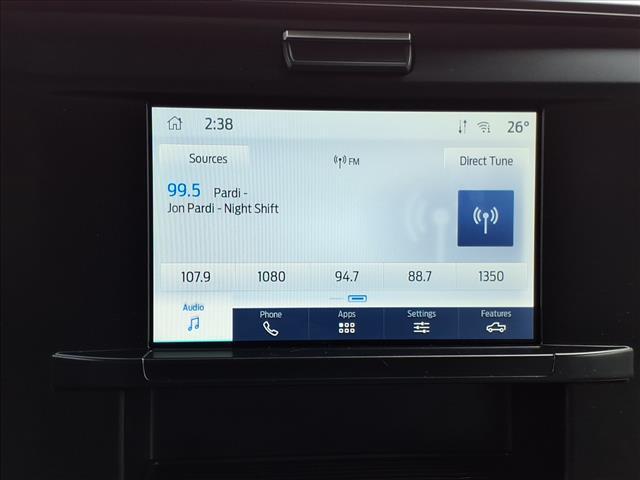 2:38 26°
Sources FM Direct Tune
99.5 Pardi -
Jon Pardi - Night Shift
107.9 1080 94.7 88.7 1350
Audio Phone Apps Settings Features